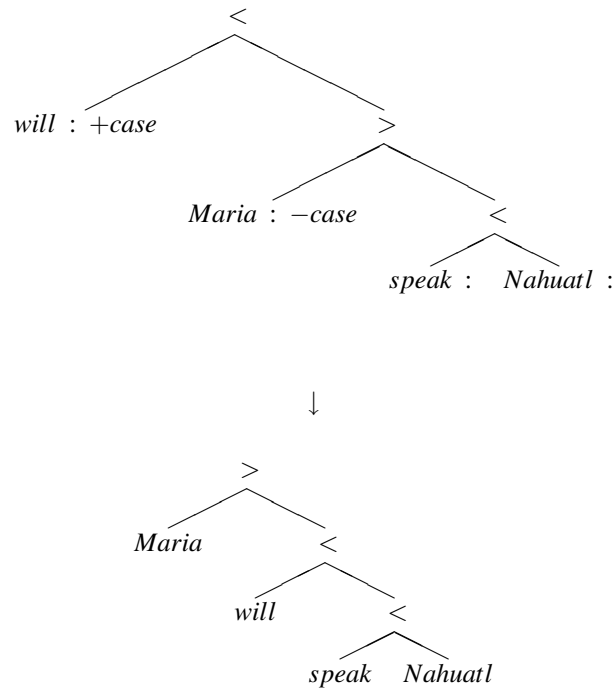 <
will : +case
>
Maria : −case
<
speak : Nahuatl :
↓
>
Maria
<
will
<
speak Nahuatl